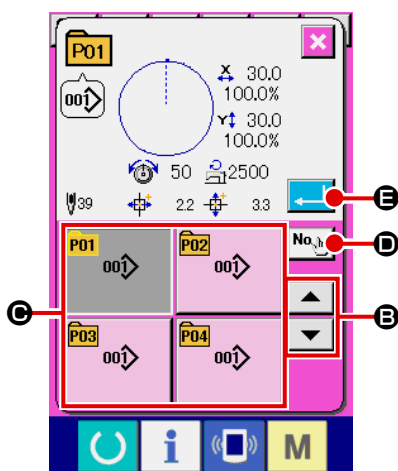 P01
X 30.0
100.0%
001
Y 30.0
100.0%
50 2500
39 2.2 3.3
E
No. D
P01 P02
001 001
C B
P03 P04
001 001
i M